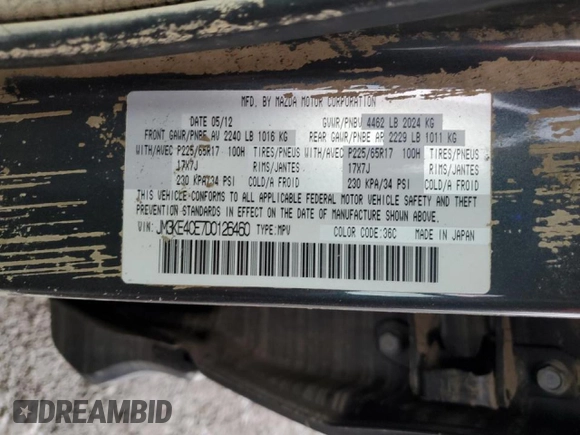 MFD. BY MAZDA MOTOR CORPORATION
DATE 05/12 GVWR/PNBV 4462 LB 2024 KG
FRONT GAWR/PNBE AV 2240 LB 1016 KG REAR GAWR/PNBE AR 2229 LB 1011 KG
WITH/AVEC P225/65R17 100H TIRES/PNEUS WITH/AVEC P225/65R17 100H TIRES/PNEUS
17X7J RIMS/JANTES 17X7J RIMS/JANTES
230 KPA/34 PSI COLD/A FROID 230 KPA/34 PSI COLD/A FROID
THIS VEHICLE CONFORMS TO ALL APPLICABLE FEDERAL MOTOR VEHICLE SAFETY AND
THEFT PREVENTION STANDARDS IN EFFECT ON THE DATE OF MANUFACTURE SHOWN ABOVE.
VIN: JM3KE4CE7D0126460 TYPE: MPV COLOR CODE: 36C MADE IN JAPAN
DREAMBID